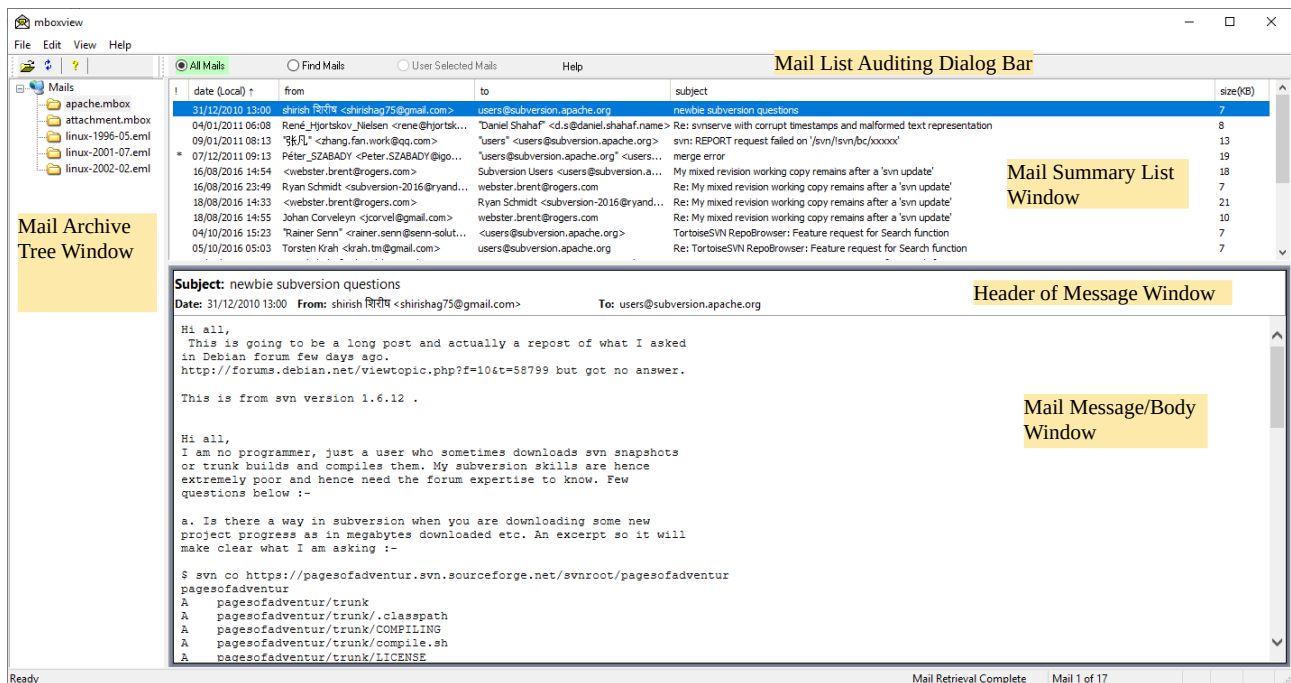 mboxview
File Edit View Help
All Mails Find Mails User Selected Mails Help
Mail List Auditing Dialog Bar
Mails
apache.mbox
attachment.mbox
linux-1996-05.eml
linux-2001-07.eml
linux-2002-02.eml
Mail Archive
Tree Window
! date (Local) ↑ from to subject size(KB)
31/12/2010 13:00 shirish शिरीष <shirishag75@gmail.com> users@subversion.apache.org newbie subversion questions 7
04/01/2011 06:08 René_Hjortskov_Nielsen <rene@hjortsk... "Daniel Shahaf" <d.s@daniel.shahaf.name> Re: svnserve with corrupt timestamps and malformed text representation 8
09/01/2011 08:13 "张凡" <zhang.fan.work@qq.com> "users" <users@subversion.apache.org> svn: REPORT request failed on '/svn/!svn/bc/xxxxx' 13
* 07/12/2011 09:13 Péter_SZABADY <Peter.SZABADY@igo... "users@subversion.apache.org" <users... merge error 19
16/08/2016 14:54 <webster.brent@rogers.com> Subversion Users <users@subversion.a... My mixed revision working copy remains after a 'svn update' 18
16/08/2016 23:49 Ryan Schmidt <subversion-2016@ryand... webster.brent@rogers.com Re: My mixed revision working copy remains after a 'svn update' 7
18/08/2016 14:33 <webster.brent@rogers.com> Ryan Schmidt <subversion-2016@ryand... Re: My mixed revision working copy remains after a 'svn update' 21
18/08/2016 14:55 Johan Corveleyn <jcorvel@gmail.com> webster.brent@rogers.com Re: My mixed revision working copy remains after a 'svn update' 10
04/10/2016 15:23 "Rainer Senn" <rainer.senn@senn-solut... <users@subversion.apache.org> TortoiseSVN RepoBrowser: Feature request for Search function 7
05/10/2016 05:03 Torsten Krah <krah.tm@gmail.com> users@subversion.apache.org Re: TortoiseSVN RepoBrowser: Feature request for Search function 7
Mail Summary List
Window
Subject: newbie subversion questions
Date: 31/12/2010 13:00 From: shirish शिरीष <shirishag75@gmail.com> To: users@subversion.apache.org
Header of Message Window
Hi all,
This is going to be a long post and actually a repost of what I asked
in Debian forum few days ago.
http://forums.debian.net/viewtopic.php?f=10&t=58799 but got no answer.
This is from svn version 1.6.12 .
Mail Message/Body
Window
Hi all,
I am no programmer, just a user who sometimes downloads svn snapshots
or trunk builds and compiles them. My subversion skills are hence
extremely poor and hence need the forum expertise to know. Few
questions below :-
a. Is there a way in subversion when you are downloading some new
project progress as in megabytes downloaded etc. An excerpt so it will
make clear what I am asking :-
$ svn co https://pagesofadventur.svn.sourceforge.net/svnroot/pagesofadventur
pagesofadventur
A pagesofadventur/trunk
A pagesofadventur/trunk/.classpath
A pagesofadventur/trunk/COMPILING
A pagesofadventur/trunk/compile.sh
A pagesofadventur/trunk/LICENSE
Ready Mail Retrieval Complete Mail 1 of 17